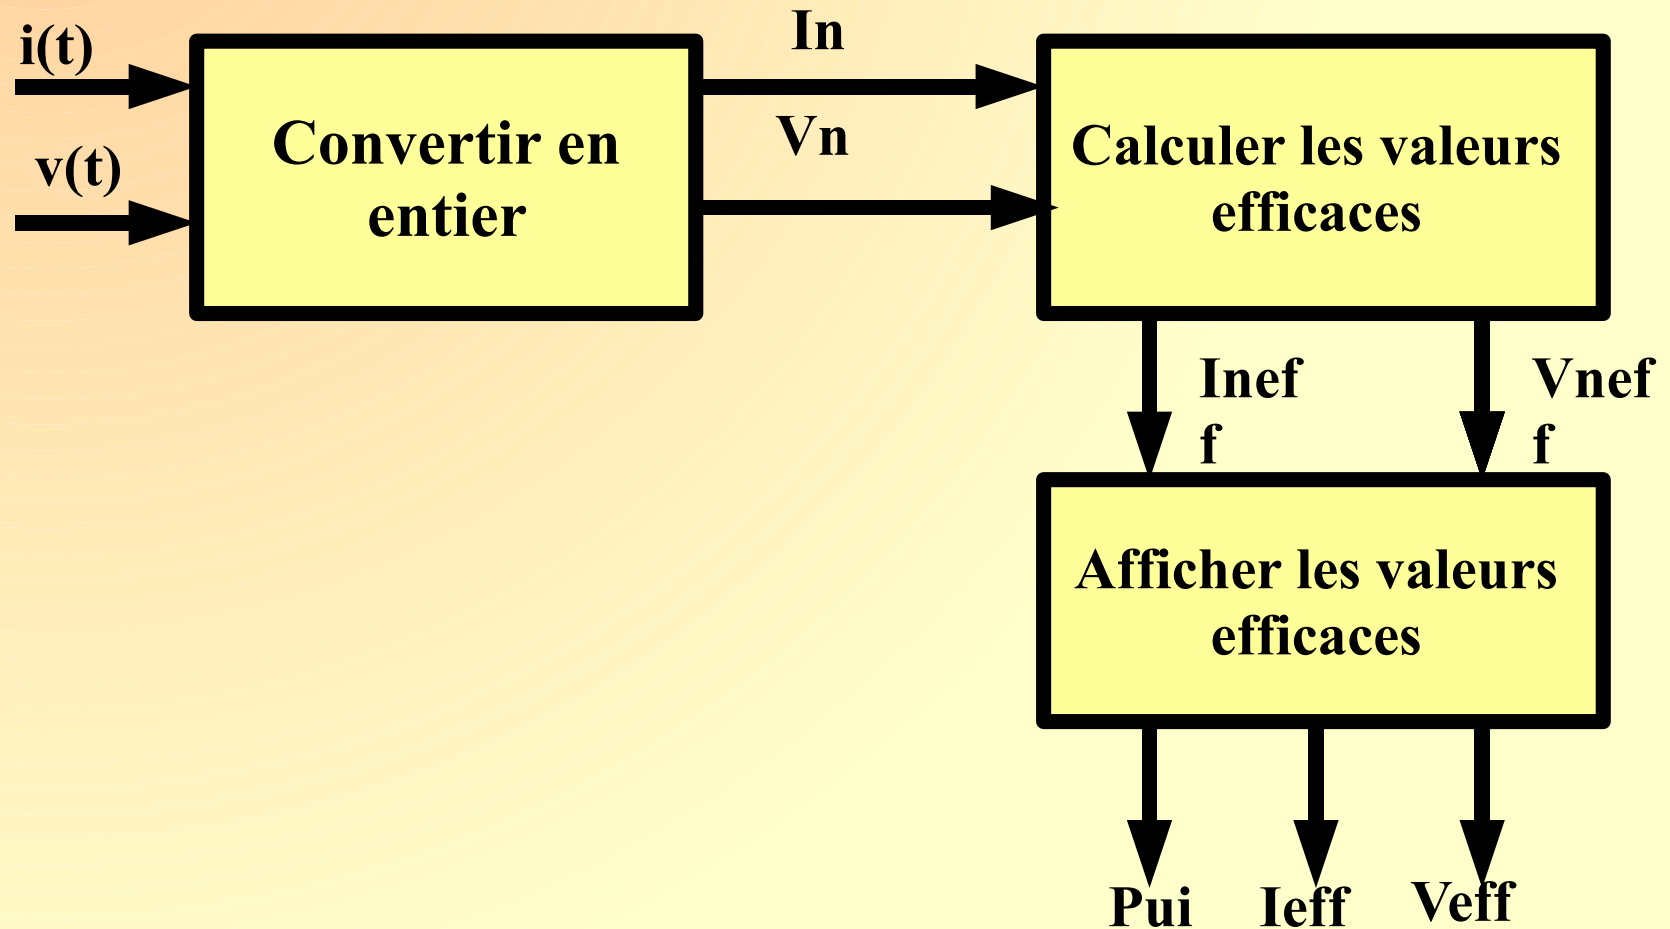 i(t)
In
v(t)
Vn
Convertir en
entier
Calculer les valeurs
efficaces
Inef
f
Vnef
f
Afficher les valeurs
efficaces
Pui
Ieff
Veff